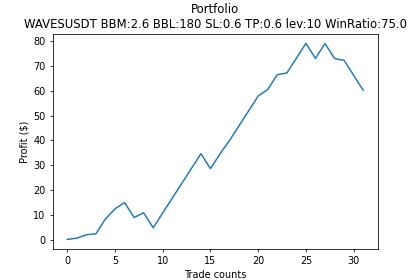 Portfolio
WAVESUSDT BBM:2.6 BBL:180 SL:0.6 TP:0.6 lev:10 WinRatio:75.0
80
70
60
50
40
30
20
10
0
Profit ($)
0 5 10 15 20 25 30
Trade counts